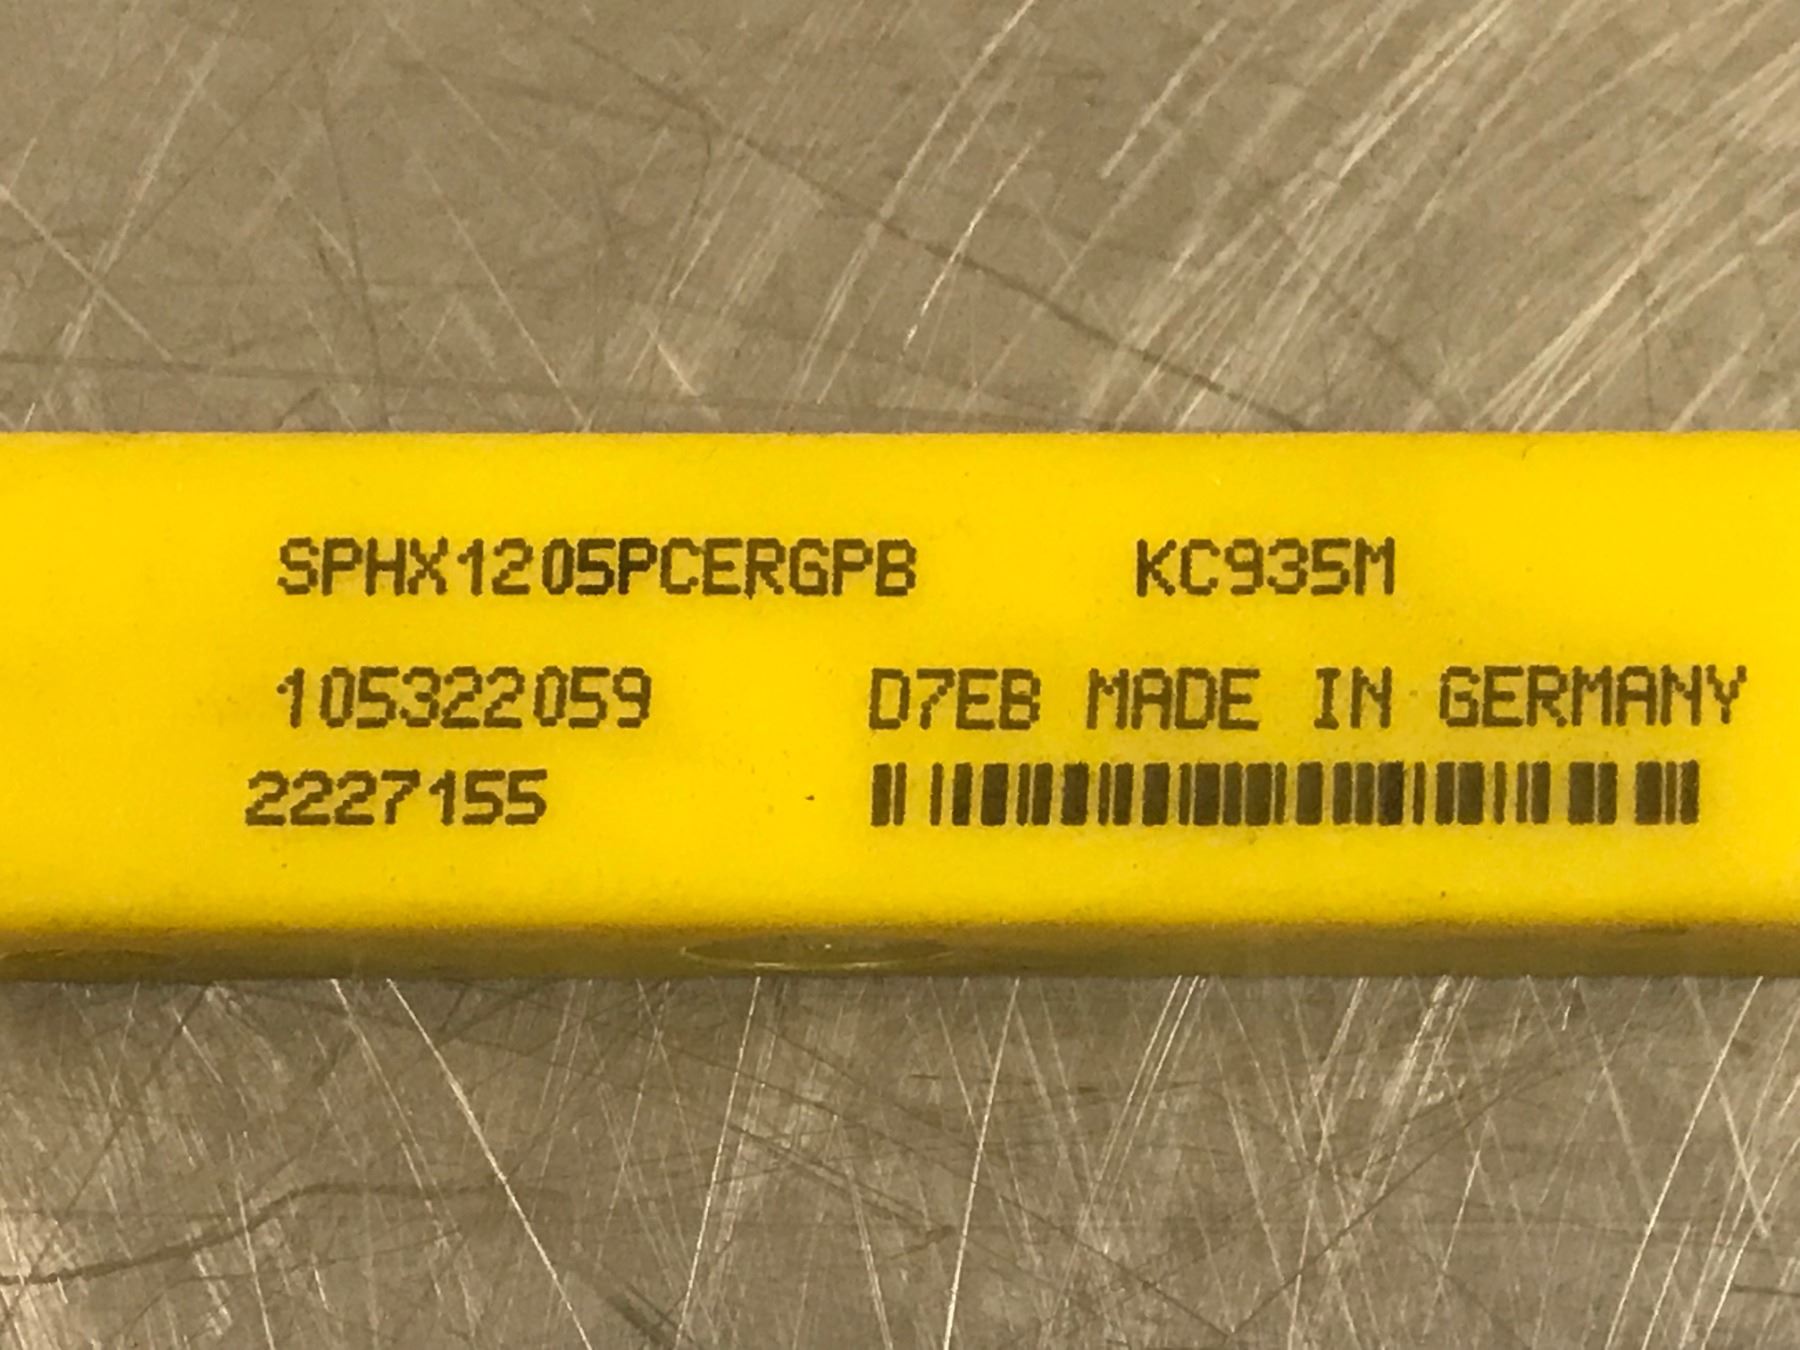 SPHX1205PCERGPB KC935M
105322059 D7EB MADE IN GERMANY
2227155